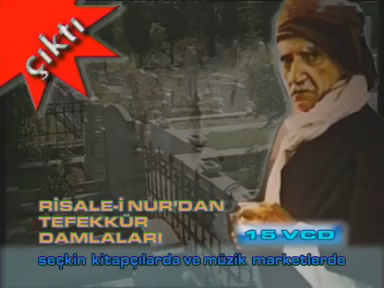 çıktı
RİSALE-İ NUR'DAN
TEFEKKÜR
DAMLALARI
15 VCD
seçkin kitapçılarda ve müzik marketlerde